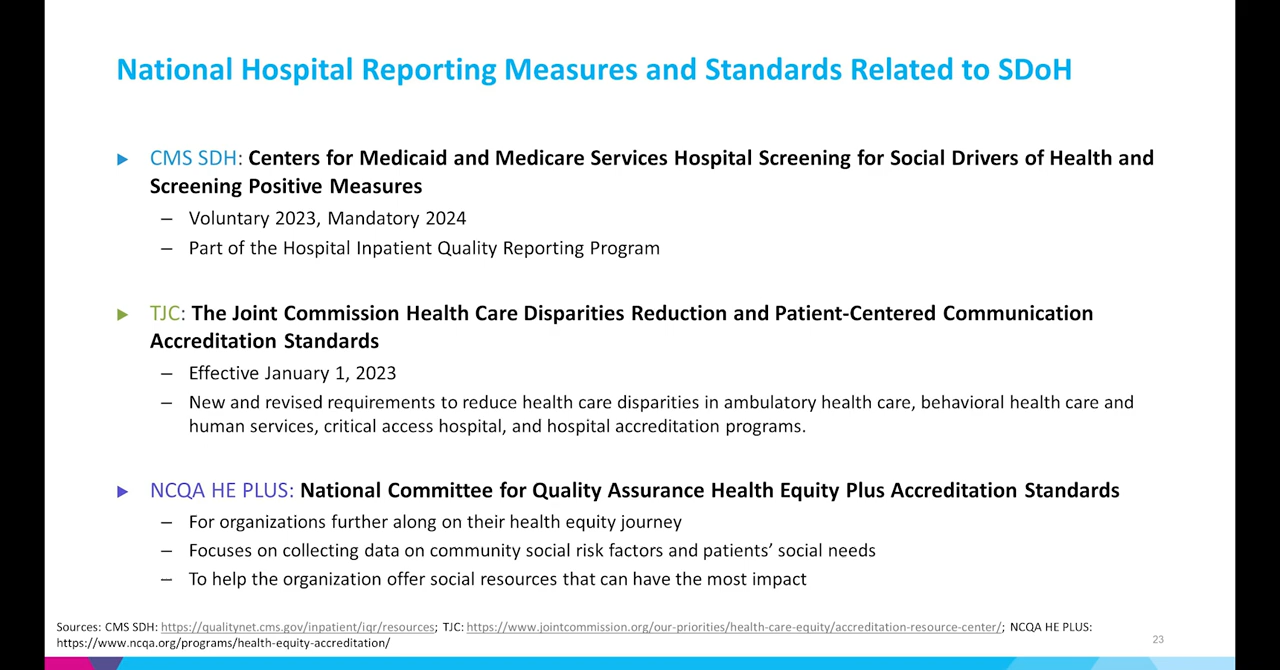 National Hospital Reporting Measures and Standards Related to SDoH
► CMS SDH: Centers for Medicaid and Medicare Services Hospital Screening for Social Drivers of Health and
Screening Positive Measures
– Voluntary 2023, Mandatory 2024
– Part of the Hospital Inpatient Quality Reporting Program
► TJC: The Joint Commission Health Care Disparities Reduction and Patient-Centered Communication
Accreditation Standards
– Effective January 1, 2023
– New and revised requirements to reduce health care disparities in ambulatory health care, behavioral health care and
human services, critical access hospital, and hospital accreditation programs.
► NCQA HE PLUS: National Committee for Quality Assurance Health Equity Plus Accreditation Standards
– For organizations further along on their health equity journey
– Focuses on collecting data on community social risk factors and patients’ social needs
– To help the organization offer social resources that can have the most impact
Sources: CMS SDH: https://qualitynet.cms.gov/inpatient/iqr/resources; TJC: https://www.jointcommission.org/our-priorities/health-care-equity/accreditation-resource-center/; NCQA HE PLUS:
https://www.ncqa.org/programs/health-equity-accreditation/
23